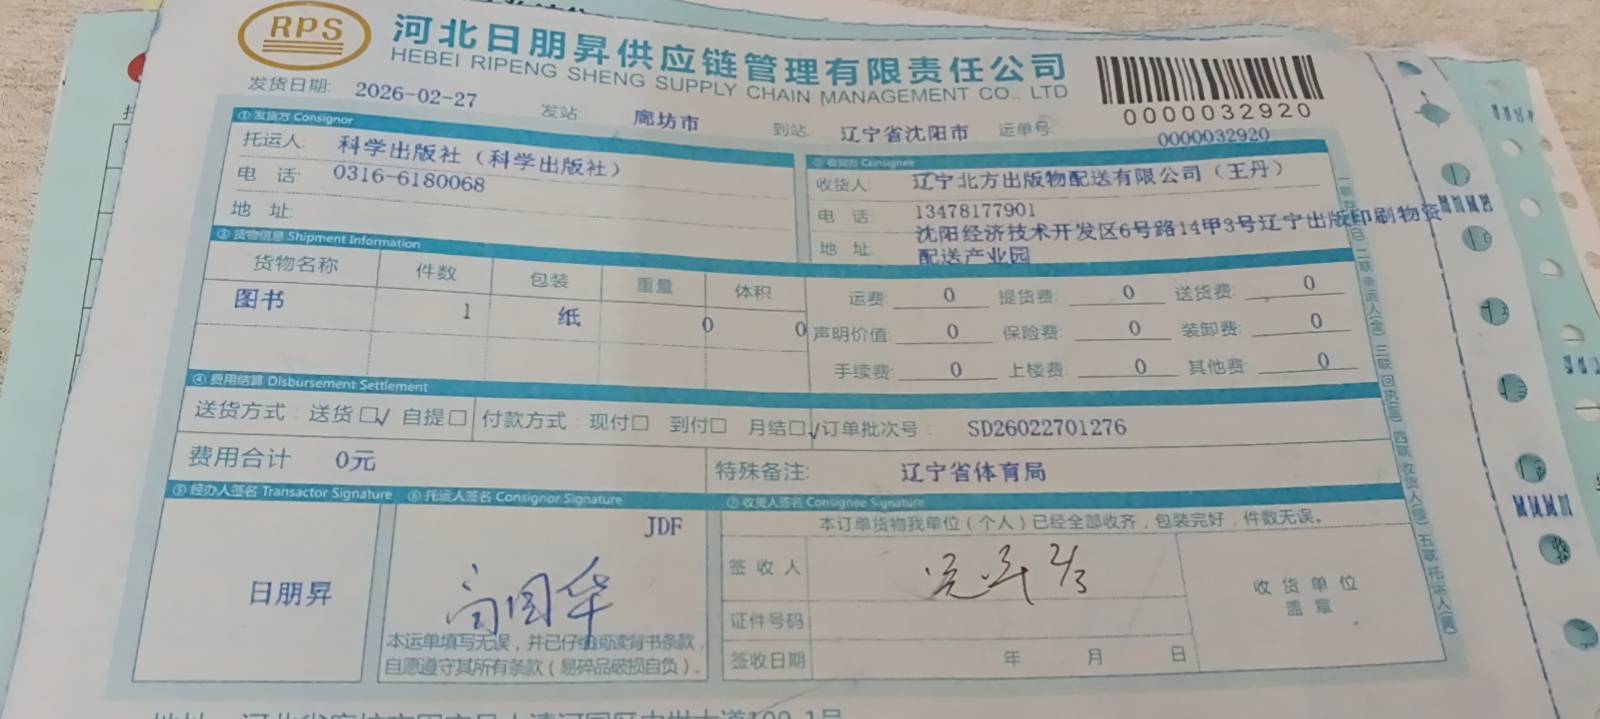 RPS
河北日朋昇供应链管理有限责任公司
HEBEI RIPENG SHENG SUPPLY CHAIN MANAGEMENT CO., LTD
0000032920
发货日期: 2026-02-27 发站: 廊坊市 到站: 辽宁省沈阳市 运单号: 0000032920
① 发货方 Consignor
托运人: 科学出版社（科学出版社）
电 话: 0316-6180068
地 址:
② 收货方 Consignee
收货人: 辽宁北方出版物配送有限公司（王丹）
电 话: 13478177901
地 址: 沈阳经济技术开发区6号路14甲3号辽宁出版印刷物资
配送产业园
③ 货物信息 Shipment Information
货物名称 件数 包装 重量 体积
图书 1 纸 0 0
运费: 0 提货费: 0 送货费: 0
声明价值: 0 保险费: 0 装卸费: 0
手续费: 0 上楼费: 0 其他费: 0
④ 费用结算 Disbursement Settlement
送货方式: 送货□√ 自提□ 付款方式: 现付□ 到付□ 月结□√ 订单批次号: SD26022701276
费用合计 0元 特殊备注: 辽宁省体育局
⑤ 经办人签名 Transactor Signature
日朋昇
⑥ 托运人签名 Consignor Signature
JDF
高国华
本运单填写无误，并已仔细阅读背书条款，
自愿遵守其所有条款（易碎品破损自负）。
⑦ 收货人签名 Consignee Signature
本订单货物我单位（个人）已经全部收齐，包装完好，件数无误。
签 收 人 2/3
证件号码
签收日期 年 月 日
收 货 单 位
盖 章